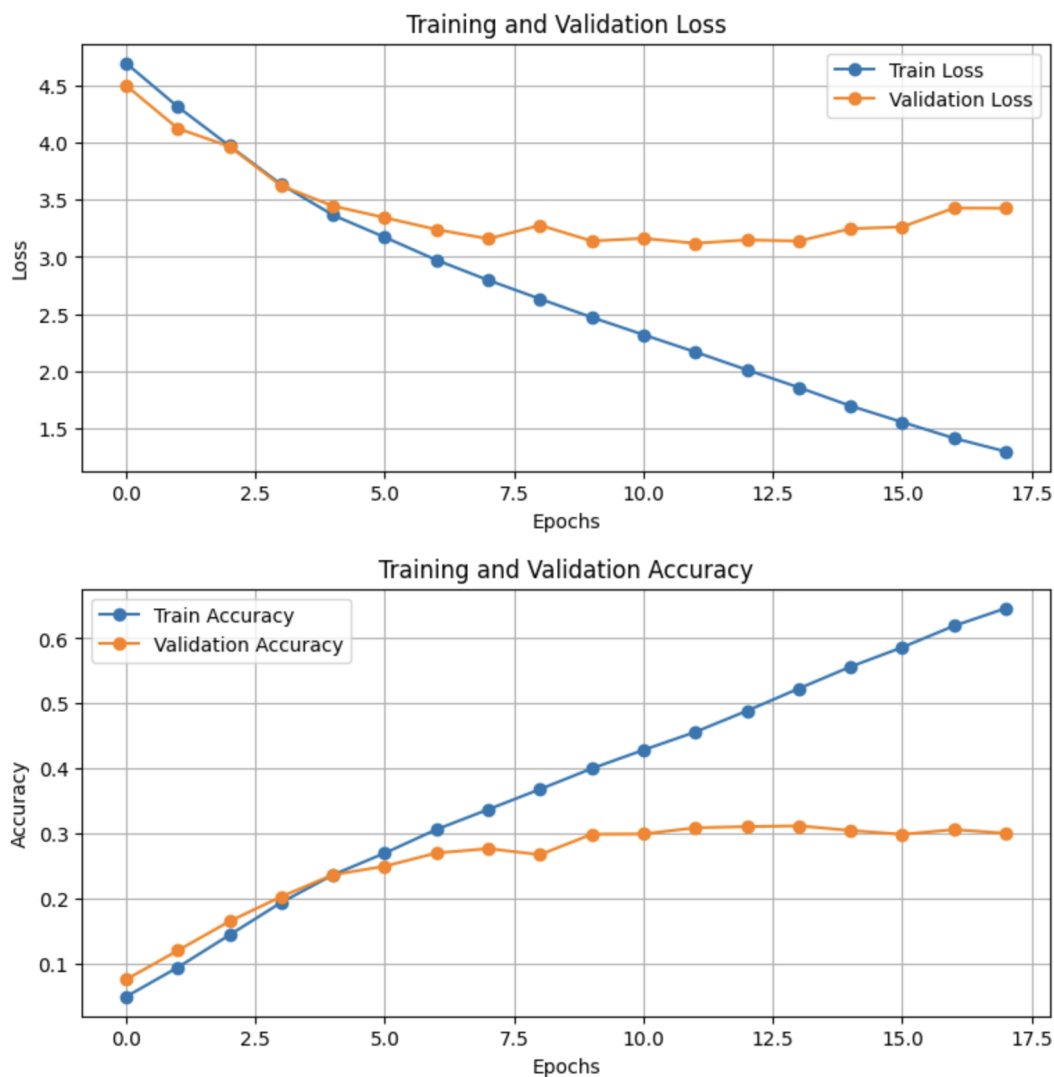 Training and Validation Loss
Train Loss
Validation Loss
4.5
4.0
3.5
3.0
2.5
2.0
1.5
Loss
0.0 2.5 5.0 7.5 10.0 12.5 15.0 17.5
Epochs
Training and Validation Accuracy
Train Accuracy
Validation Accuracy
0.6
0.5
0.4
0.3
0.2
0.1
Accuracy
0.0 2.5 5.0 7.5 10.0 12.5 15.0 17.5
Epochs